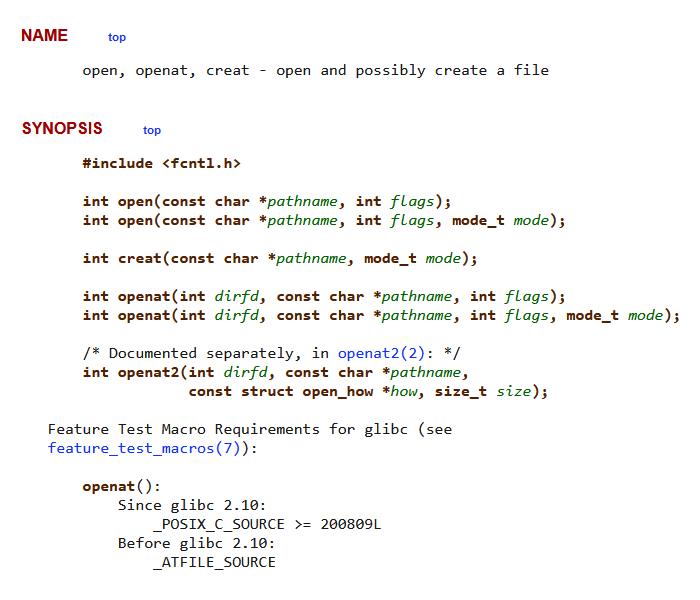 NAME top
open, openat, creat - open and possibly create a file
SYNOPSIS top
#include <fcntl.h>
int open(const char *pathname, int flags);
int open(const char *pathname, int flags, mode_t mode);
int creat(const char *pathname, mode_t mode);
int openat(int dirfd, const char *pathname, int flags);
int openat(int dirfd, const char *pathname, int flags, mode_t mode);
/* Documented separately, in openat2(2): */
int openat2(int dirfd, const char *pathname,
const struct open_how *how, size_t size);
Feature Test Macro Requirements for glibc (see
feature_test_macros(7)):
openat():
Since glibc 2.10:
_POSIX_C_SOURCE >= 200809L
Before glibc 2.10:
_ATFILE_SOURCE